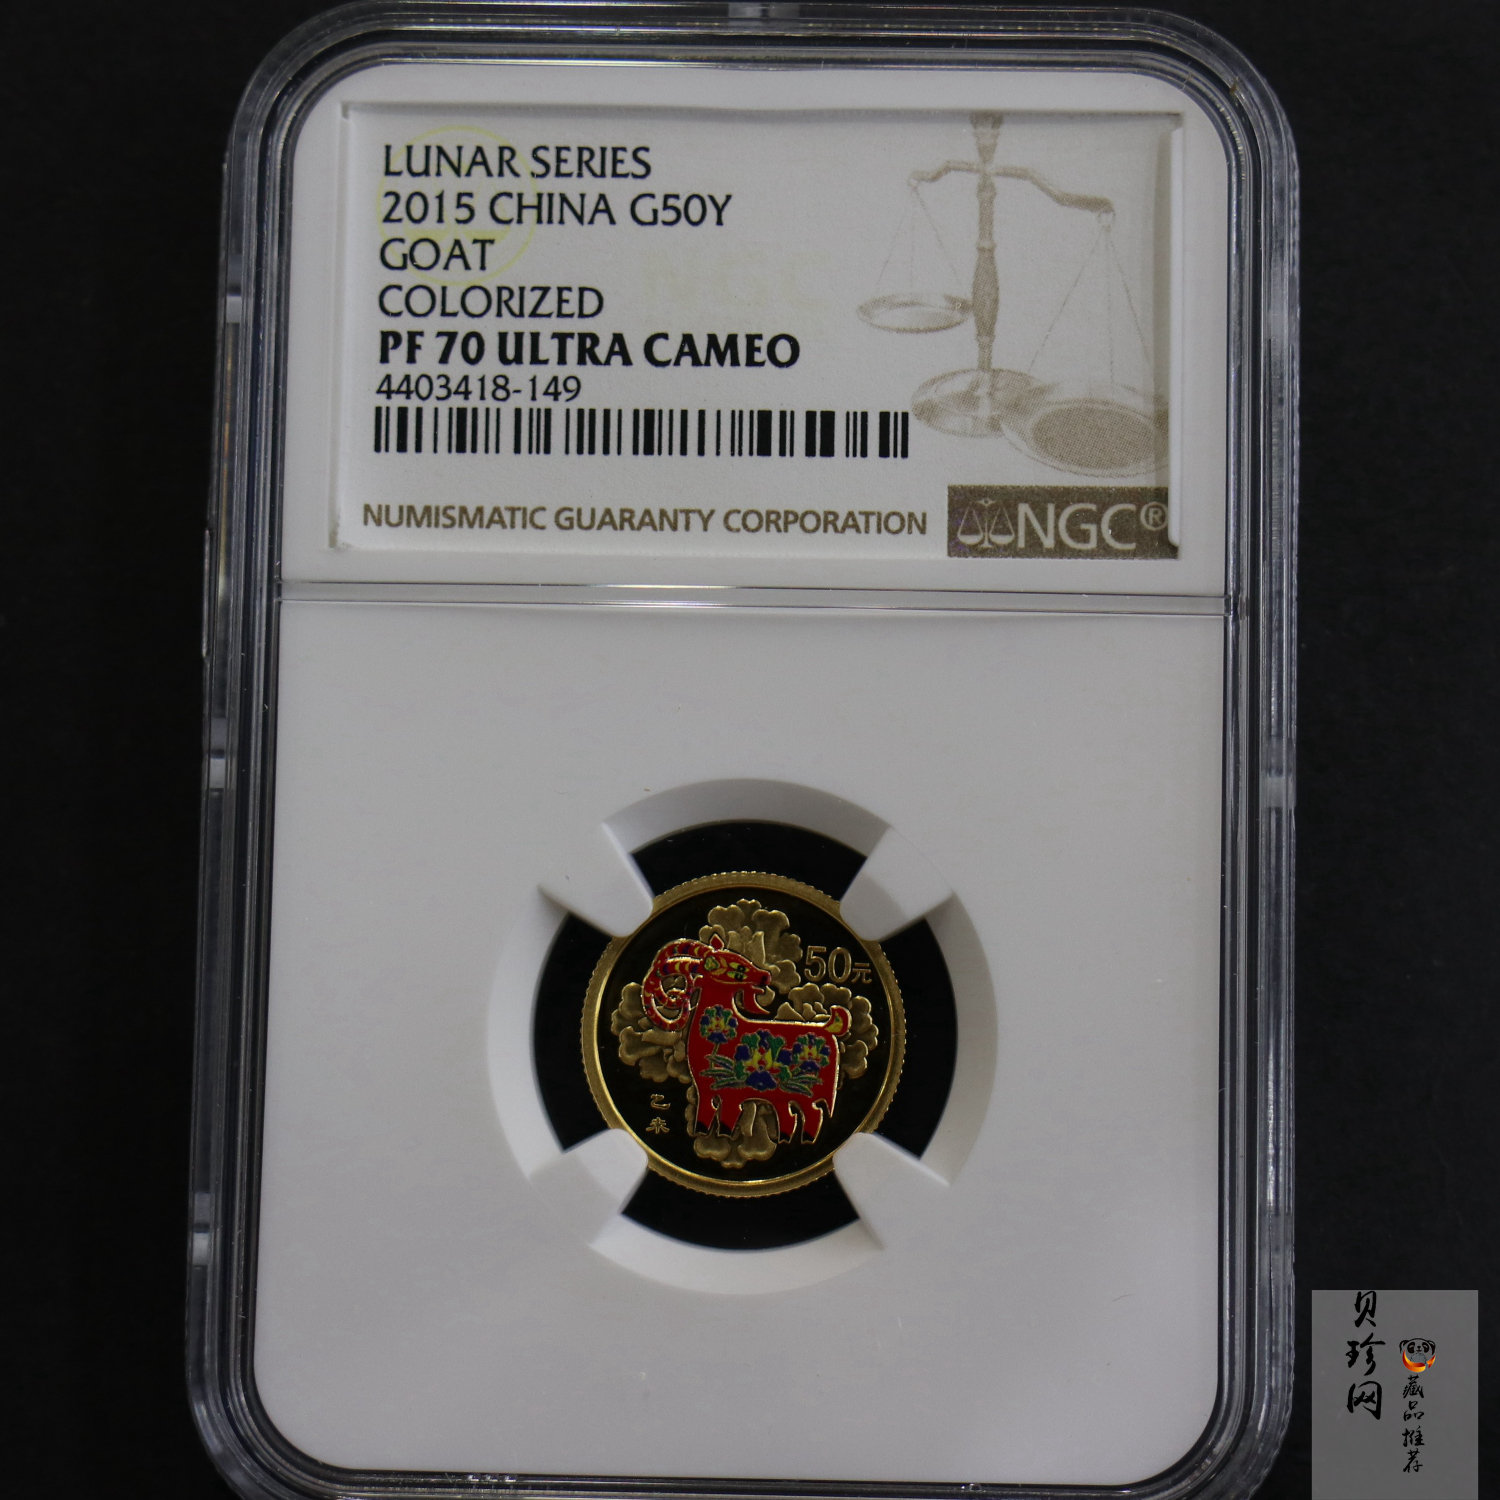 LUNAR SERIES
2015 CHINA G50Y
GOAT
COLORIZED
PF 70 ULTRA CAMEO
4403418-149
NUMISMATIC GUARANTY CORPORATION
NGC®
50元
乙
未
贝珍网
藏品推荐